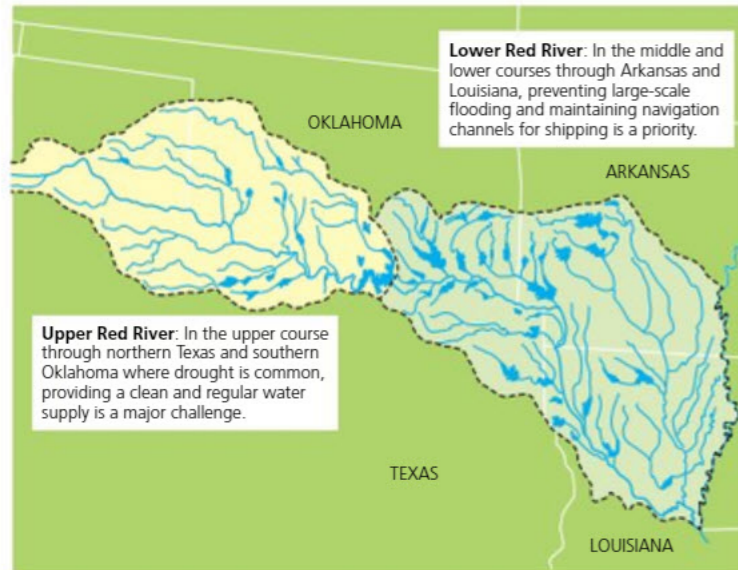 Lower Red River: In the middle and
lower courses through Arkansas and
Louisiana, preventing large-scale
flooding and maintaining navigation
channels for shipping is a priority.
OKLAHOMA
ARKANSAS
Upper Red River: In the upper course
through northern Texas and southern
Oklahoma where drought is common,
providing a clean and regular water
supply is a major challenge.
TEXAS
LOUISIANA